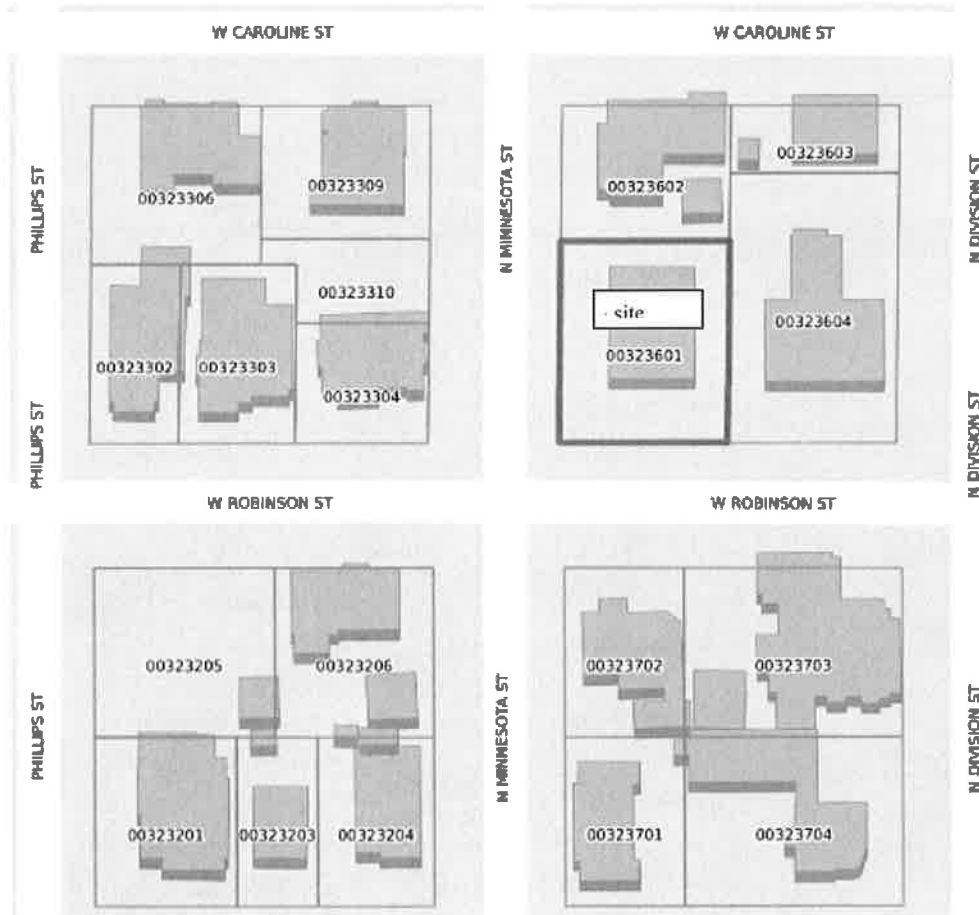 W CAROLINE ST
W CAROLINE ST
PHILLIPS ST
N MINNESOTA ST
N DIVISION ST
00323306
00323309
00323602
00323603
00323310
· site
00323604
00323302
00323303
00323304
00323601
PHILLIPS ST
N DIVISION ST
W ROBINSON ST
W ROBINSON ST
PHILLIPS ST
N MINNESOTA ST
N DIVISION ST
00323205
00323206
00323702
00323703
00323201
00323203
00323204
00323701
00323704